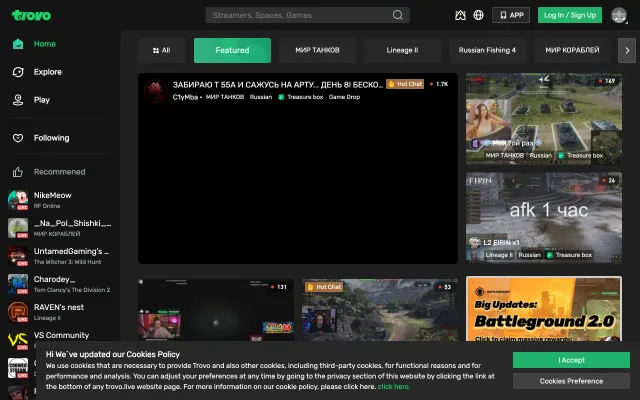 trovo
Streamers, Spaces, Games
APP
Log In / Sign Up
Home
Explore
Play
Following
Recommened
NikeMeow
RF Online
LIVE
_Na_Pol_Shishki_...
МИР КОРАБЛЕЙ
LIVE
UntamedGaming's ...
The Witcher 3: Wild Hunt
LIVE
Charodey_
Tom Clancy's The Division 2
LIVE
RAVEN's nest
Lineage II
LIVE
VS Community
All
Featured
МИР ТАНКОВ
Lineage II
Russian Fishing 4
МИР КОРАБЛЕЙ
ЗАБИРАЮ Т 55А И САЖУСЬ НА АРТУ... ДЕНЬ 8! БЕСКО...
Hot Chat
1.7K
C1yMba
МИР ТАНКОВ
Russian
Treasure box
Game Drop
169
МИР ТАНКОВ
Russian
Treasure box
EIRIN
24
afk 1 час
L2 EIRIN x1
Lineage II
Russian
Treasure box
131
Hot Chat
53
Big Updates:
Battleground 2.0
Click to claim massive rewards!
Hi We`ve updated our Cookies Policy
We use cookies that are necessary to provide Trovo and also other cookies, including third-party cookies, for functional reasons and for
performance and analysis. You can adjust your preferences at any time by going to the privacy section of this website by clicking the link
at the bottom of any trovo.live website page. For more information on our cookie policy, please click here. click here.
I Accept
Cookies Preference